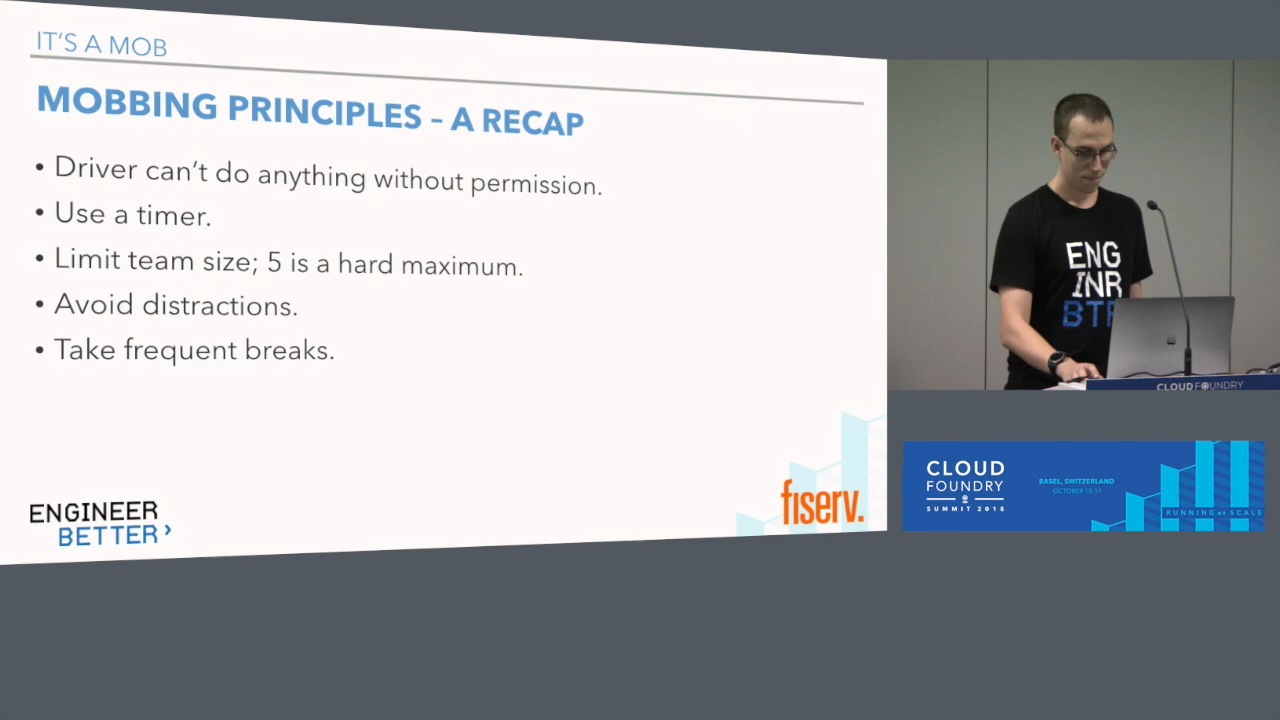 IT'S A MOB
MOBBING PRINCIPLES – A RECAP
• Driver can't do anything without permission.
• Use a timer.
• Limit team size; 5 is a hard maximum.
• Avoid distractions.
• Take frequent breaks.
ENGINEER
BETTER
fiserv.
ENG
INR
BTR
CLOUD FOUNDRY
CLOUD
FOUNDRY
SUMMIT 2018
BASEL, SWITZERLAND
OCTOBER 10-11
RUNNING AT SCALE